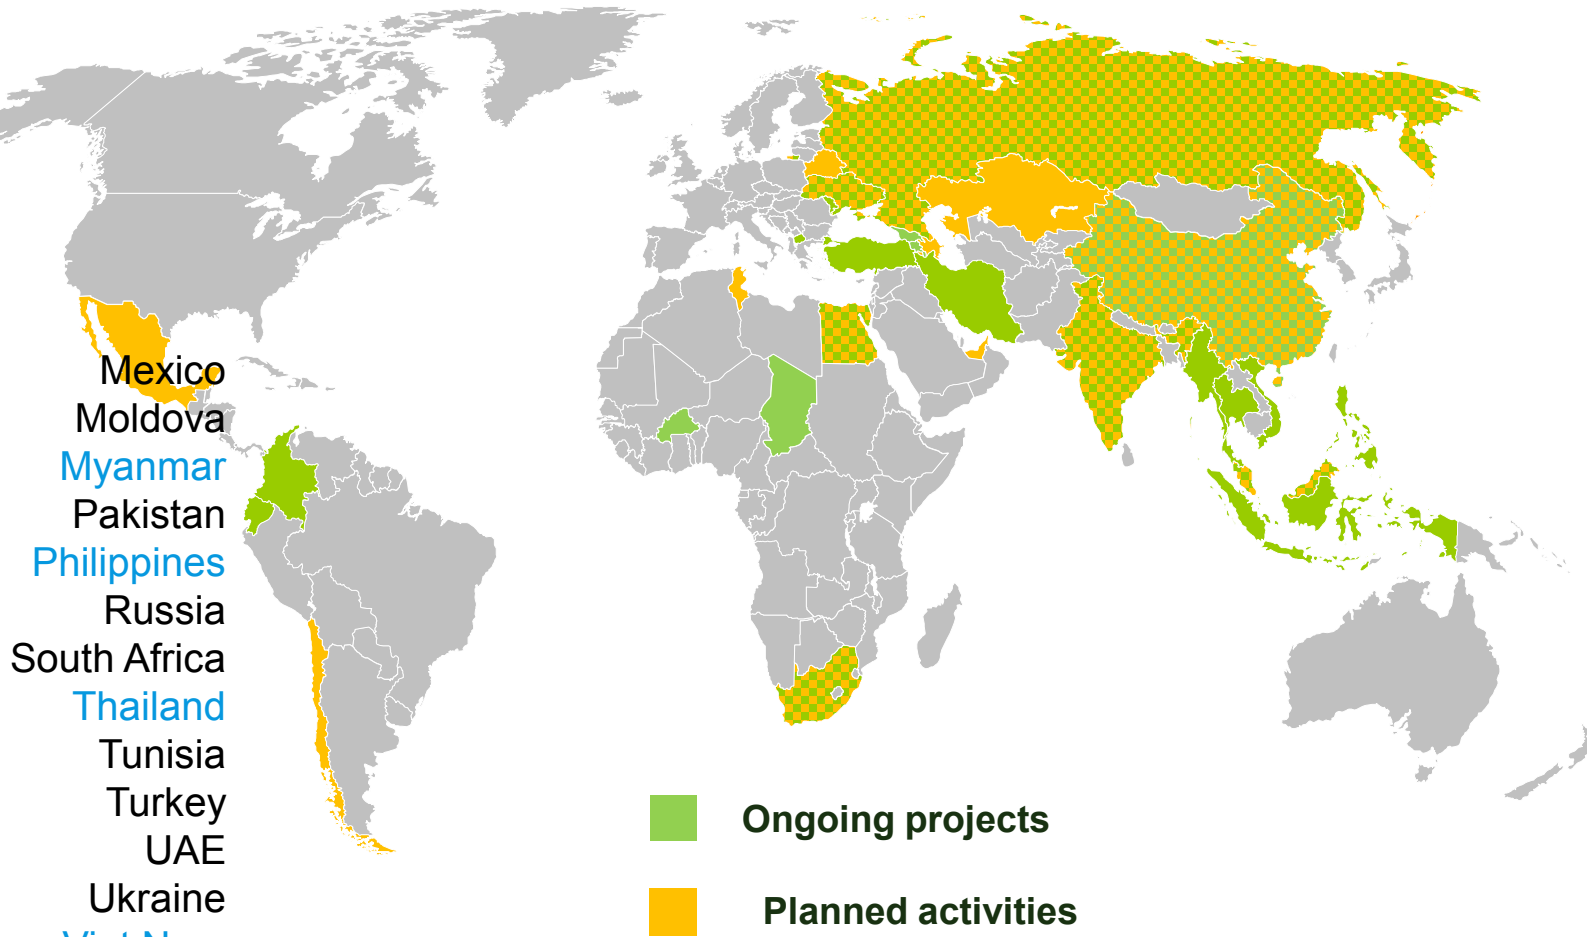 Mexico
Moldova
Myanmar
Pakistan
Philippines
Russia
South Africa
Thailand
Tunisia
Turkey
UAE
Ukraine
Ongoing projects
Planned activities